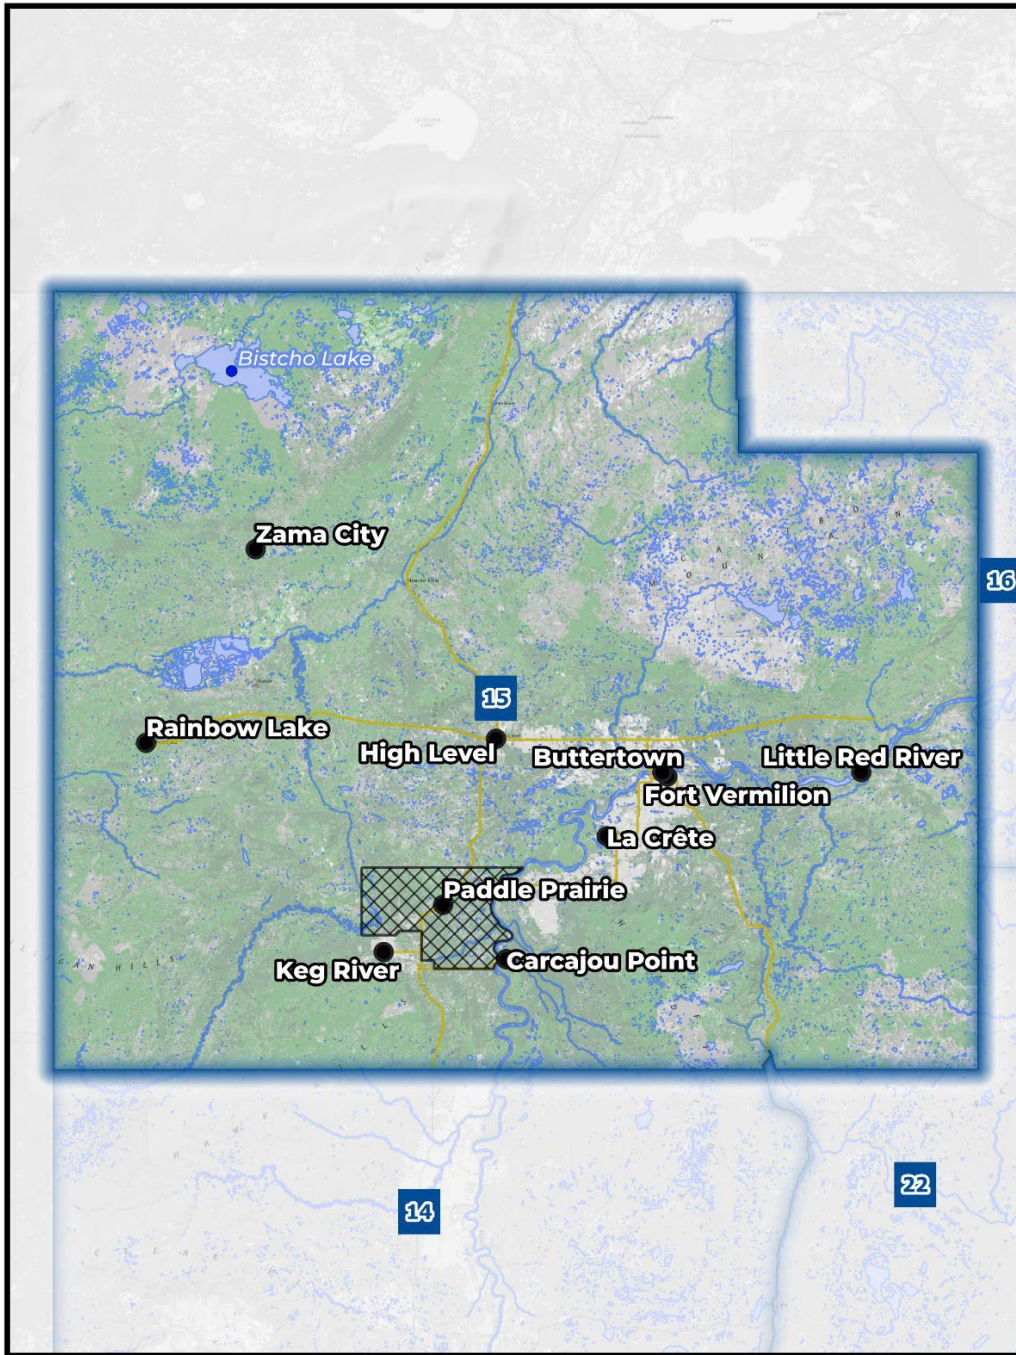 Bistcho Lake
Zama City
16
15
Rainbow Lake
High Level
Buttertown
Little Red River
Fort Vermilion
La Crête
Paddle Prairie
Keg River
Carcajou Point
22
14